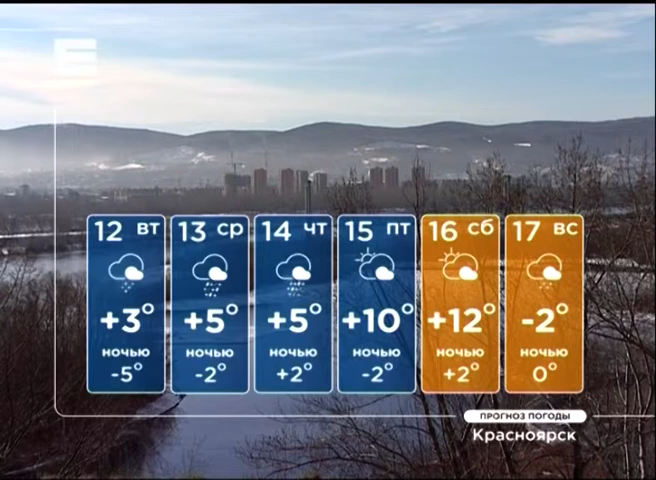 Е
12 вт
+3°
ночью
-5°
13 ср
+5°
ночью
-2°
14 чт
+5°
ночью
+2°
15 пт
+10°
ночью
-2°
16 сб
+12°
ночью
+2°
17 вс
-2°
ночью
0°
ПРОГНОЗ ПОГОДЫ
Красноярск